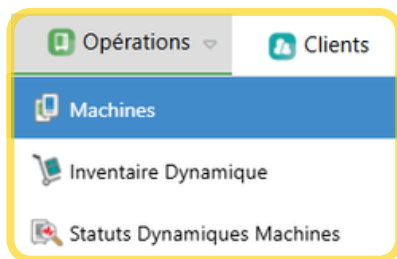 Opérations Clients
Machines
Inventaire Dynamique
Statuts Dynamiques Machines